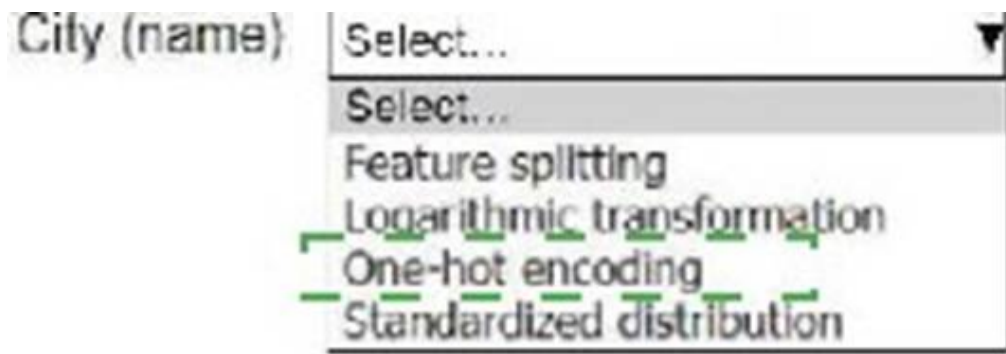 City (name) Select...
Select...
Feature splitting
Logarithmic transformation
One-hot encoding
Standardized distribution